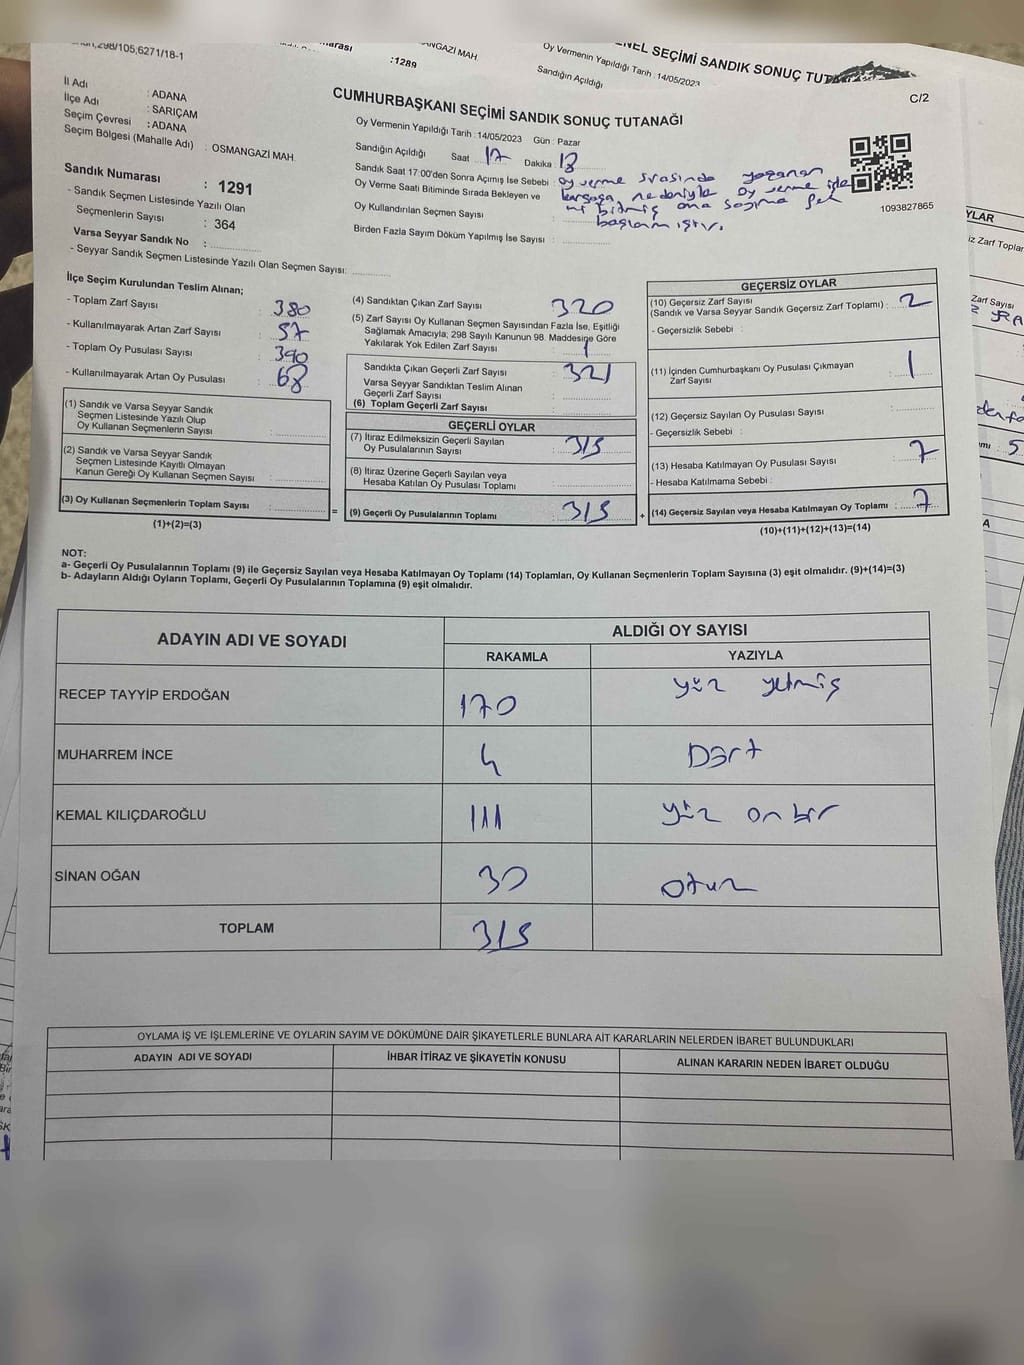 ,298/105,6271/18-1
:1289
NGAZİ MAH.
Oy Vermenin Yapıldığı Tarih : 14/05/2023
Sandığın Açıldığı
NEL SEÇİMİ SANDIK SONUÇ TUT
C/2
İl Adı : ADANA
İlçe Adı : SARIÇAM
Seçim Çevresi : ADANA
Seçim Bölgesi (Mahalle Adı) : OSMANGAZİ MAH.
CUMHURBAŞKANI SEÇİMİ SANDIK SONUÇ TUTANAĞI
Oy Vermenin Yapıldığı Tarih : 14/05/2023 Gün : Pazar
Sandığın Açıldığı Saat 17 Dakika : 13
Sandık Saat 17:00'den Sonra Açımış İse Sebebi : oy verme sırasında yaşanan
Oy Verme Saati Bitiminde Sırada Bekleyen ve karğaşa nedeniyle oy verme işle
Oy Kullandırılan Seçmen Sayısı : mi bitmiş ona sayıma geç
başlamıştır.
Birden Fazla Sayım Döküm Yapılmış İse Sayısı :
1093827865
Sandık Numarası : 1291
- Sandık Seçmen Listesinde Yazılı Olan
Seçmenlerin Sayısı : 364
Varsa Seyyar Sandık No :
- Seyyar Sandık Seçmen Listesinde Yazılı Olan Seçmen Sayısı:
İlçe Seçim Kurulundan Teslim Alınan;
- Toplam Zarf Sayısı : 380
- Kullanılmayarak Artan Zarf Sayısı : 57
- Toplam Oy Pusulası Sayısı : 390
- Kullanılmayarak Artan Oy Pusulası : 68
(1) Sandık ve Varsa Seyyar Sandık
Seçmen Listesinde Yazılı Olup
Oy Kullanan Seçmenlerin Sayısı :
(2) Sandık ve Varsa Seyyar Sandık
Seçmen Listesinde Kayıtlı Olmayan
Kanun Gereği Oy Kullanan Seçmen Sayısı :
(3) Oy Kullanan Seçmenlerin Toplam Sayısı :
(1)+(2)=(3)
=
(4) Sandıktan Çıkan Zarf Sayısı : 320
(5) Zarf Sayısı Oy Kullanan Seçmen Sayısından Fazla İse, Eşitliği
Sağlamak Amacıyla; 298 Sayılı Kanunun 98. Maddesine Göre
Yakılarak Yok Edilen Zarf Sayısı : 1
Sandıkta Çıkan Geçerli Zarf Sayısı : 321
Varsa Seyyar Sandıktan Teslim Alınan
Geçerli Zarf Sayısı :
(6) Toplam Geçerli Zarf Sayısı :
GEÇERLİ OYLAR
(7) İtiraz Edilmeksizin Geçerli Sayılan
Oy Pusulalarının Sayısı : 315
(8) İtiraz Üzerine Geçerli Sayılan veya
Hesaba Katılan Oy Pusulası Toplamı :
(9) Geçerli Oy Pusulalarının Toplamı : 315
+
GEÇERSİZ OYLAR
(10) Geçersiz Zarf Sayısı
(Sandık ve Varsa Seyyar Sandık Geçersiz Zarf Toplamı) : 2
- Geçersizlik Sebebi :
(11) İçinden Cumhurbaşkanı Oy Pusulası Çıkmayan
Zarf Sayısı : 1
(12) Geçersiz Sayılan Oy Pusulası Sayısı :
- Geçersizlik Sebebi :
(13) Hesaba Katılmayan Oy Pusulası Sayısı : 7
- Hesaba Katılmama Sebebi :
(14) Geçersiz Sayılan veya Hesaba Katılmayan Oy Toplamı : 7
(10)+(11)+(12)+(13)=(14)
NOT:
a- Geçerli Oy Pusulalarının Toplamı (9) ile Geçersiz Sayılan veya Hesaba Katılmayan Oy Toplamı (14) Toplamları, Oy Kullanan Seçmenlerin Toplam Sayısına (3) eşit olmalıdır. (9)+(14)=(3)
b- Adayların Aldığı Oyların Toplamı, Geçerli Oy Pusulalarının Toplamına (9) eşit olmalıdır.
ADAYIN ADI VE SOYADI
ALDIĞI OY SAYISI
RAKAMLA YAZIYLA
RECEP TAYYİP ERDOĞAN 170 yüz yetmiş
MUHARREM İNCE 4 Dört
KEMAL KILIÇDAROĞLU 111 yüz on bir
SİNAN OĞAN 30 otuz
TOPLAM 315
OYLAMA İŞ VE İŞLEMLERİNE VE OYLARIN SAYIM VE DÖKÜMÜNE DAİR ŞİKAYETLERLE BUNLARA AİT KARARLARIN NELERDEN İBARET BULUNDUKLARI
ADAYIN ADI VE SOYADI İHBAR İTİRAZ VE ŞİKAYETİN KONUSU ALINAN KARARIN NEDEN İBARET OLDUĞU